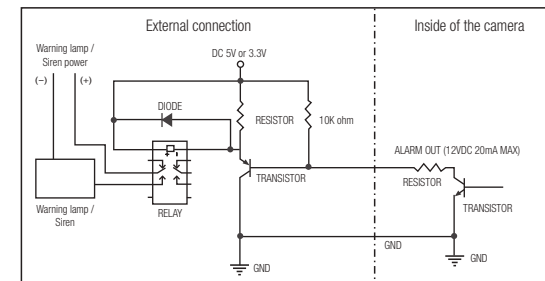 External connection
Inside of the camera
Warning lamp /
Siren power
(−)
(+)
DC 5V or 3.3V
DIODE
RESISTOR
10K ohm
ALARM OUT (12VDC 20mA MAX)
RESISTOR
TRANSISTOR
TRANSISTOR
+
Warning lamp /
Siren
RELAY
GND
GND
GND